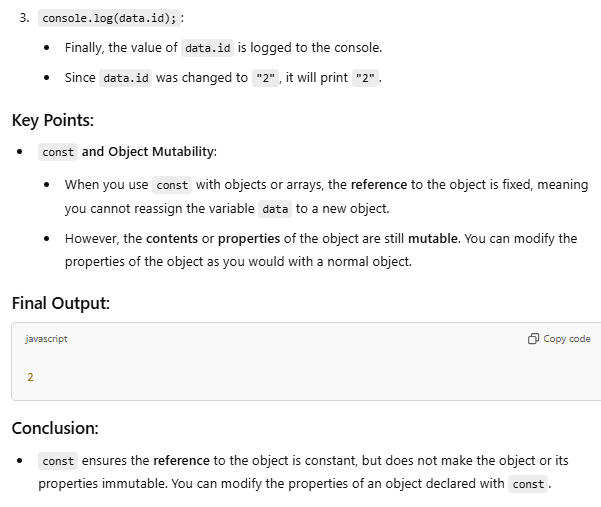 3. console.log(data.id); :
• Finally, the value of data.id is logged to the console.
• Since data.id was changed to "2", it will print "2".
Key Points:
• const and Object Mutability:
• When you use const with objects or arrays, the reference to the object is fixed, meaning
you cannot reassign the variable data to a new object.
• However, the contents or properties of the object are still mutable. You can modify the
properties of the object as you would with a normal object.
Final Output:
javascript Copy code
2
Conclusion:
• const ensures the reference to the object is constant, but does not make the object or its
properties immutable. You can modify the properties of an object declared with const.